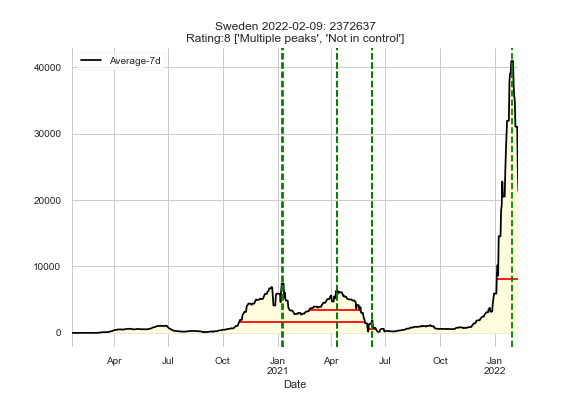 Sweden 2022-02-09: 2372637
Rating:8 ['Multiple peaks', 'Not in control']
Average-7d
40000
30000
20000
10000
0
Apr Jul Oct Jan Apr Jul Oct Jan
2021 2022
Date